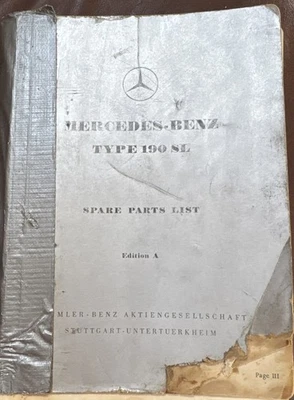 MERCEDES-BENZ
TYPE 190 SL
SPARE PARTS LIST
Edition A
MLER-BENZ AKTIENGESELLSCHAFT
STUTTGART-UNTERTUERKHEIM
Page III